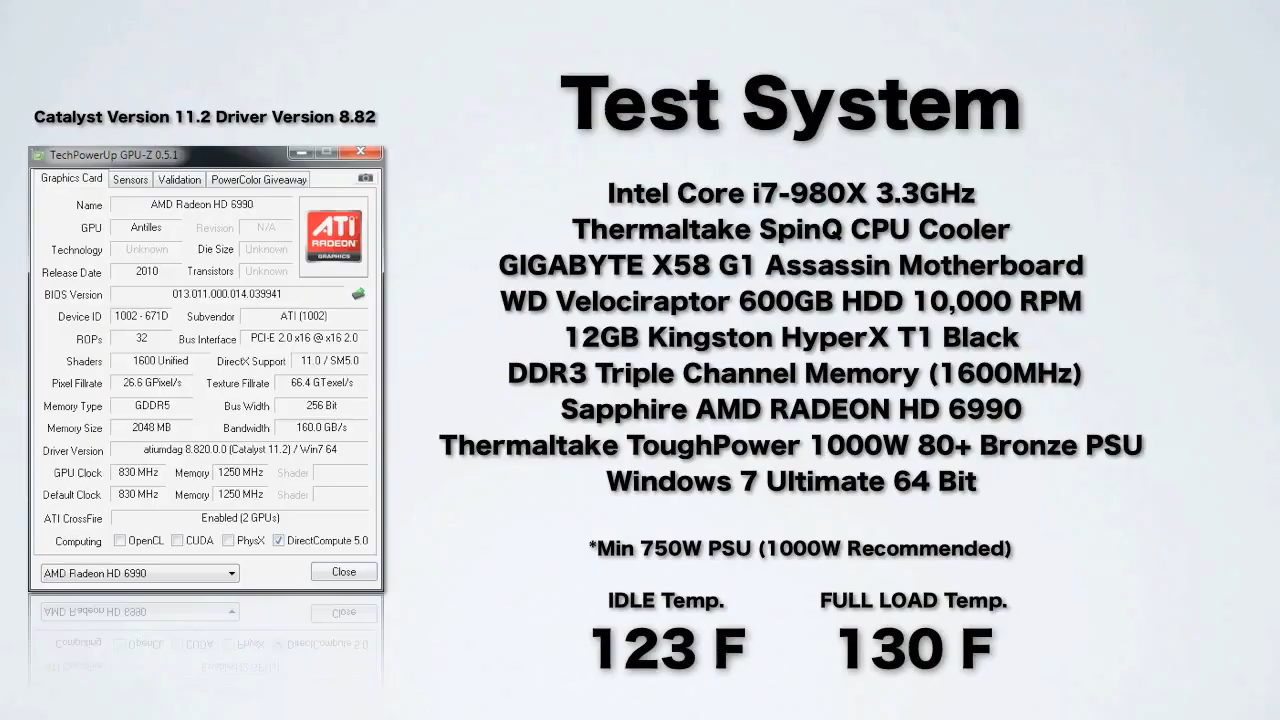 Test System
Catalyst Version 11.2 Driver Version 8.82
TechPowerUp GPU-Z 0.5.1
Graphics Card Sensors Validation PowerColor Giveaway
Name AMD Radeon HD 6990
ATI
RADEON
GRAPHICS
GPU Antilles Revision N/A
Technology Unknown Die Size Unknown
Release Date 2010 Transistors Unknown
BIOS Version 013.011.000.014.039941
Device ID 1002 - 671D Subvendor ATI (1002)
ROPs 32 Bus Interface PCI-E 2.0 x16 @ x16 2.0
Shaders 1600 Unified DirectX Support 11.0 / SM5.0
Pixel Fillrate 26.6 GPixel/s Texture Fillrate 66.4 GTexel/s
Memory Type GDDR5 Bus Width 256 Bit
Memory Size 2048 MB Bandwidth 160.0 GB/s
Driver Version atiumdag 8.820.0.0 (Catalyst 11.2) / Win7 64
GPU Clock 830 MHz Memory 1250 MHz Shader
Default Clock 830 MHz Memory 1250 MHz Shader
ATI CrossFire Enabled (2 GPUs)
Computing OpenCL CUDA PhysX DirectCompute 5.0
AMD Radeon HD 6990 Close
Intel Core i7-980X 3.3GHz
Thermaltake SpinQ CPU Cooler
GIGABYTE X58 G1 Assassin Motherboard
WD Velociraptor 600GB HDD 10,000 RPM
12GB Kingston HyperX T1 Black
DDR3 Triple Channel Memory (1600MHz)
Sapphire AMD RADEON HD 6990
Thermaltake ToughPower 1000W 80+ Bronze PSU
Windows 7 Ultimate 64 Bit
*Min 750W PSU (1000W Recommended)
IDLE Temp. FULL LOAD Temp.
123 F 130 F